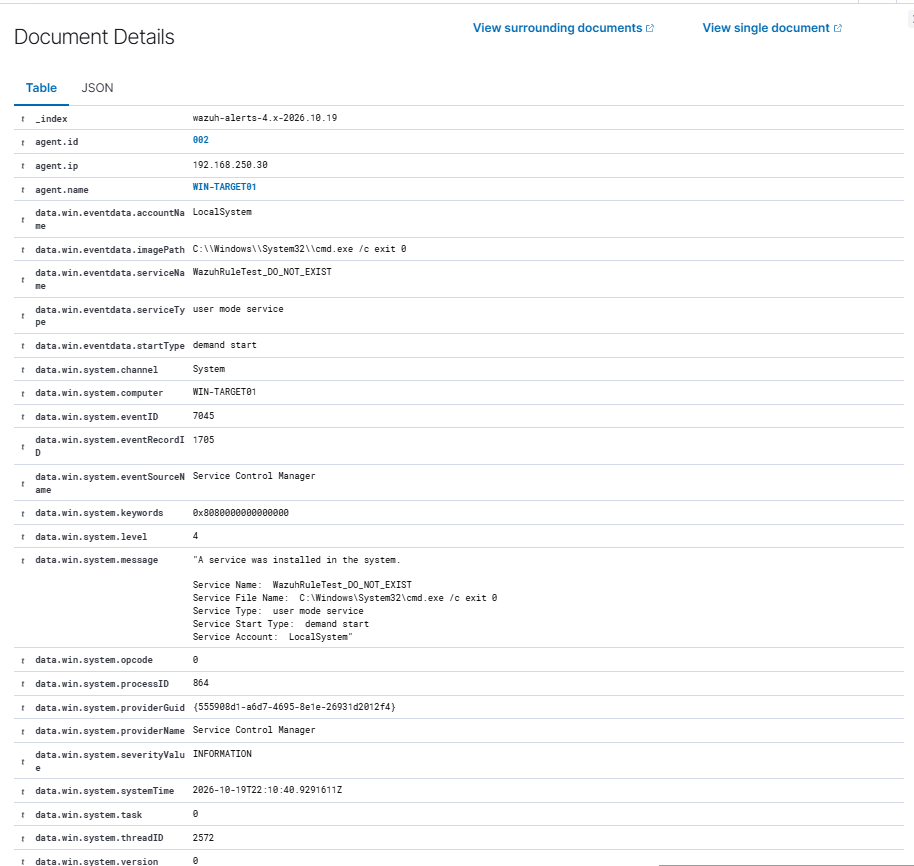 Document Details
View surrounding documents
View single document
Table
JSON
t _index wazuh-alerts-4.x-2026.10.19
t agent.id 002
t agent.ip 192.168.250.30
t agent.name WIN-TARGET01
t data.win.eventdata.accountNa
me LocalSystem
t data.win.eventdata.imagePath C:\\Windows\\System32\\cmd.exe /c exit 0
t data.win.eventdata.serviceNa
me WazuhRuleTest_DO_NOT_EXIST
t data.win.eventdata.serviceTy
pe user mode service
t data.win.eventdata.startType demand start
t data.win.system.channel System
t data.win.system.computer WIN-TARGET01
t data.win.system.eventID 7045
t data.win.system.eventRecordI
D 1705
t data.win.system.eventSourceN
ame Service Control Manager
t data.win.system.keywords 0x8080000000000000
t data.win.system.level 4
t data.win.system.message "A service was installed in the system.
Service Name:  WazuhRuleTest_DO_NOT_EXIST
Service File Name:  C:\Windows\System32\cmd.exe /c exit 0
Service Type:  user mode service
Service Start Type:  demand start
Service Account:  LocalSystem"
t data.win.system.opcode 0
t data.win.system.processID 864
t data.win.system.providerGuid {555908d1-a6d7-4695-8e1e-26931d2012f4}
t data.win.system.providerName Service Control Manager
t data.win.system.severityValu
e INFORMATION
t data.win.system.systemTime 2026-10-19T22:10:40.9291611Z
t data.win.system.task 0
t data.win.system.threadID 2572
t data.win.system.version 0